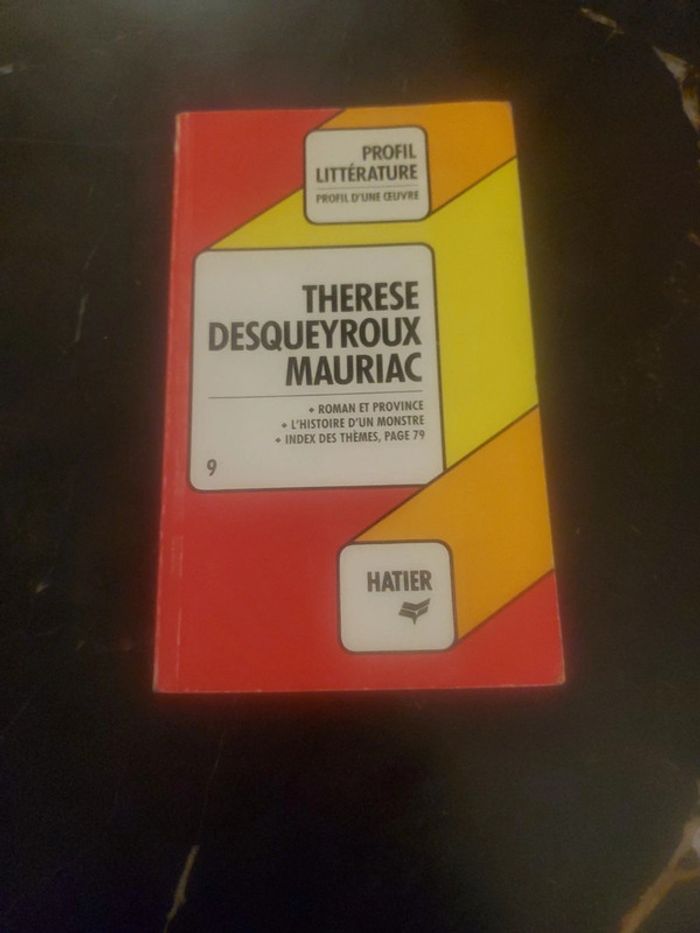 PROFIL
LITTÉRATURE
PROFIL D'UNE ŒUVRE
THERESE
DESQUEYROUX
MAURIAC
• ROMAN ET PROVINCE
• L'HISTOIRE D'UN MONSTRE
• INDEX DES THÈMES, PAGE 79
9
HATIER